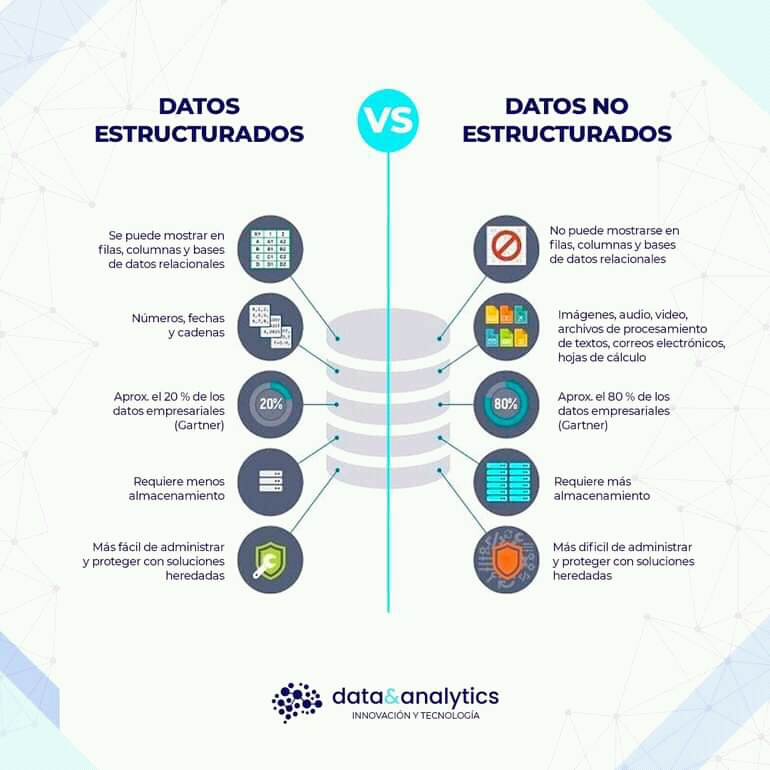 DATOS
ESTRUCTURADOS
VS
DATOS NO
ESTRUCTURADOS
Se puede mostrar en
filas, columnas y bases
de datos relacionales
Números, fechas
y cadenas
20%
Aprox. el 20 % de los
datos empresariales
(Gartner)
Requiere menos
almacenamiento
Más fácil de administrar
y proteger con soluciones
heredadas
No puede mostrarse en
filas, columnas y bases
de datos relacionales
Imágenes, audio, video,
archivos de procesamiento
de textos, correos electrónicos,
hojas de cálculo
80%
Aprox. el 80 % de los
datos empresariales
(Gartner)
Requiere más
almacenamiento
Más dificil de administrar
y proteger con soluciones
heredadas
data&analytics
INNOVACIÓN Y TECNOLOGÍA